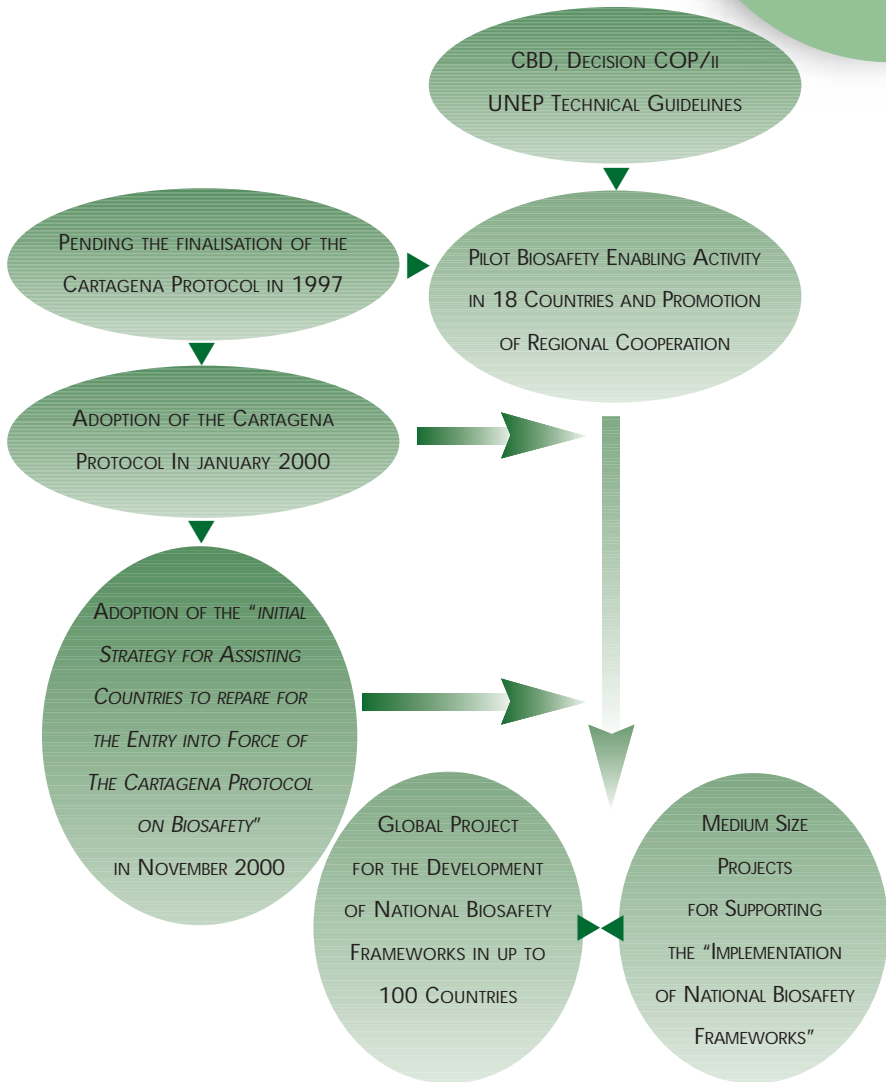 CBD, Decision COP/ii
UNEP Technical Guidelines
Pending the finalisation of the
Cartagena Protocol in 1997
Pilot Biosafety Enabling Activity
in 18 Countries and Promotion
of Regional Cooperation
Adoption of the Cartagena
Protocol In january 2000
Adoption of the “initial
Strategy for Assisting
Countries to repare for
the Entry into Force of
The Cartagena Protocol
on Biosafety”
in November 2000
Global Project
for the Development
of National Biosafety
Frameworks in up to
100 Countries
Medium Size
Projects
for Supporting
the “Implementation
of National Biosafety
Frameworks”